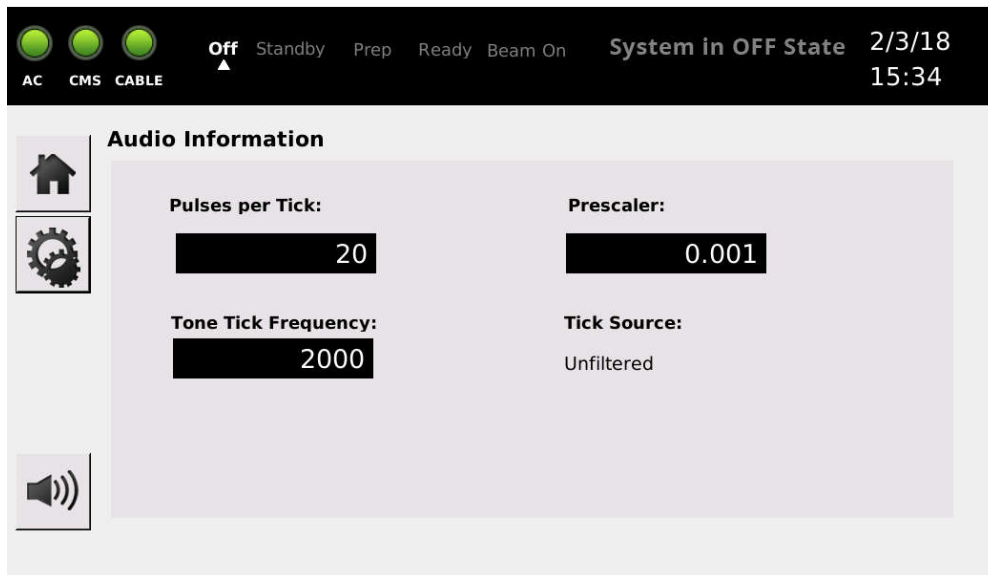 Off Standby Prep Ready Beam On System in OFF State 2/3/18
AC CMS CABLE 15:34
Audio Information
Pulses per Tick: Prescaler:
20 0.001
Tone Tick Frequency: Tick Source:
2000 Unfiltered